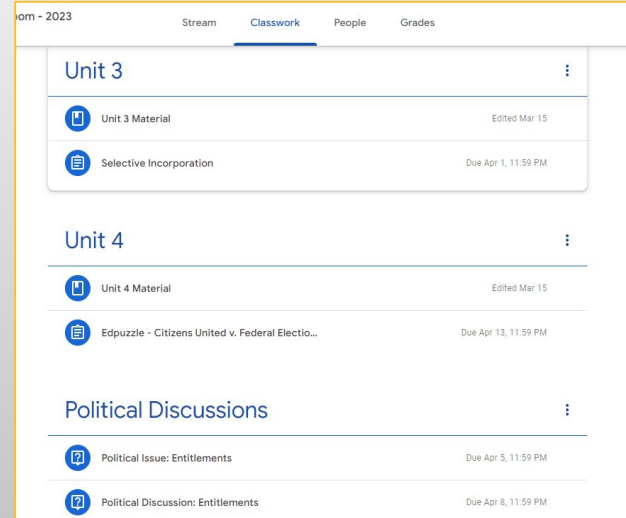 om - 2023
Stream Classwork People Grades
Unit 3
Unit 3 Material Edited Mar 15
Selective Incorporation Due Apr 1, 11:59 PM
Unit 4
Unit 4 Material Edited Mar 15
Edpuzzle - Citizens United v. Federal Electio... Due Apr 13, 11:59 PM
Political Discussions
Political Issue: Entitlements Due Apr 5, 11:59 PM
Political Discussion: Entitlements Due Apr 8, 11:59 PM